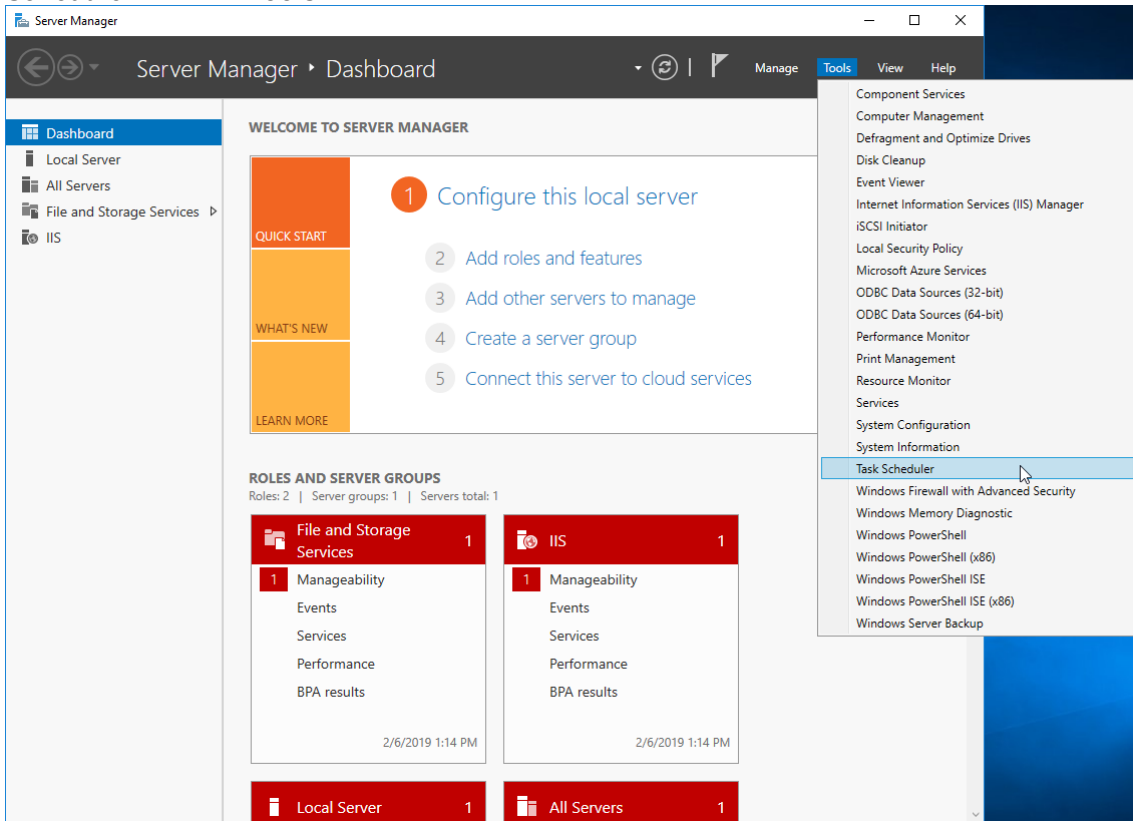 Server Manager
Server Manager ‣ Dashboard
Manage Tools View Help
Dashboard
Local Server
All Servers
File and Storage Services
IIS
WELCOME TO SERVER MANAGER
QUICK START
WHAT'S NEW
LEARN MORE
1 Configure this local server
2 Add roles and features
3 Add other servers to manage
4 Create a server group
5 Connect this server to cloud services
ROLES AND SERVER GROUPS
Roles: 2 | Server groups: 1 | Servers total: 1
File and Storage
Services 1
1 Manageability
Events
Services
Performance
BPA results
2/6/2019 1:14 PM
IIS 1
1 Manageability
Events
Services
Performance
BPA results
2/6/2019 1:14 PM
Local Server 1
All Servers 1
Component Services
Computer Management
Defragment and Optimize Drives
Disk Cleanup
Event Viewer
Internet Information Services (IIS) Manager
iSCSI Initiator
Local Security Policy
Microsoft Azure Services
ODBC Data Sources (32-bit)
ODBC Data Sources (64-bit)
Performance Monitor
Print Management
Resource Monitor
Services
System Configuration
System Information
Task Scheduler
Windows Firewall with Advanced Security
Windows Memory Diagnostic
Windows PowerShell
Windows PowerShell (x86)
Windows PowerShell ISE
Windows PowerShell ISE (x86)
Windows Server Backup